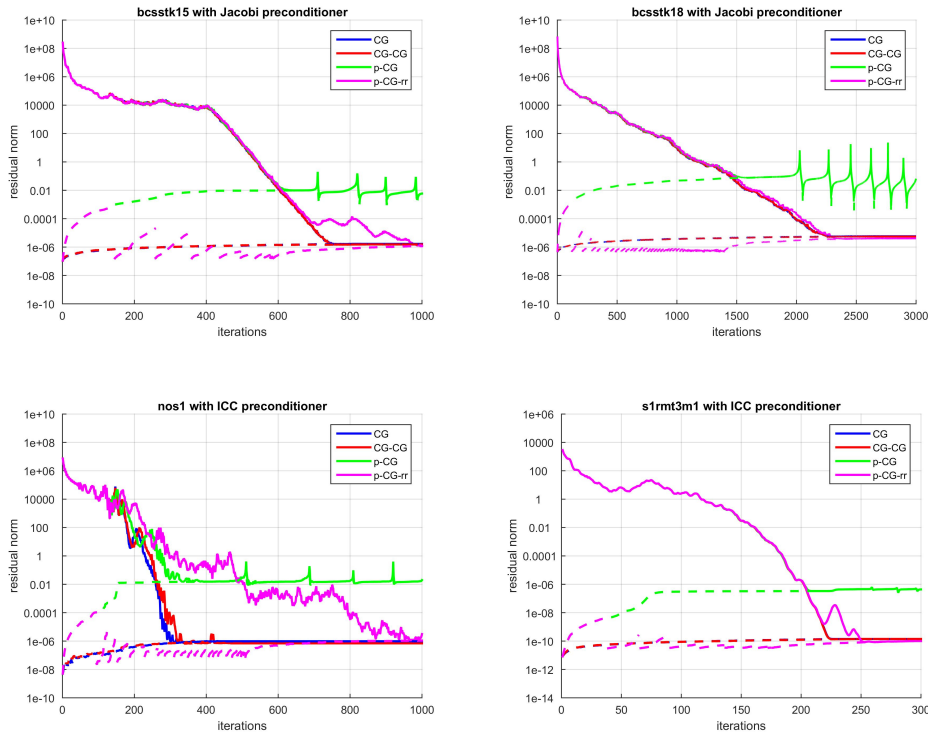 bcsstk15 with Jacobi preconditioner
1e+10
1e+08
1e+06
10000
100
1
0.01
0.0001
1e-06
1e-08
1e-10
residual norm
0 200 400 600 800 1000
iterations
CG
CG-CG
p-CG
p-CG-rr
bcsstk18 with Jacobi preconditioner
1e+10
1e+08
1e+06
10000
100
1
0.01
0.0001
1e-06
1e-08
1e-10
residual norm
0 500 1000 1500 2000 2500 3000
iterations
CG
CG-CG
p-CG
p-CG-rr
nos1 with ICC preconditioner
1e+10
1e+08
1e+06
10000
100
1
0.01
0.0001
1e-06
1e-08
1e-10
residual norm
0 200 400 600 800 1000
iterations
CG
CG-CG
p-CG
p-CG-rr
s1rmt3m1 with ICC preconditioner
1e+06
10000
100
1
0.01
0.0001
1e-06
1e-08
1e-10
1e-12
1e-14
residual norm
0 50 100 150 200 250 300
iterations
CG
CG-CG
p-CG
p-CG-rr